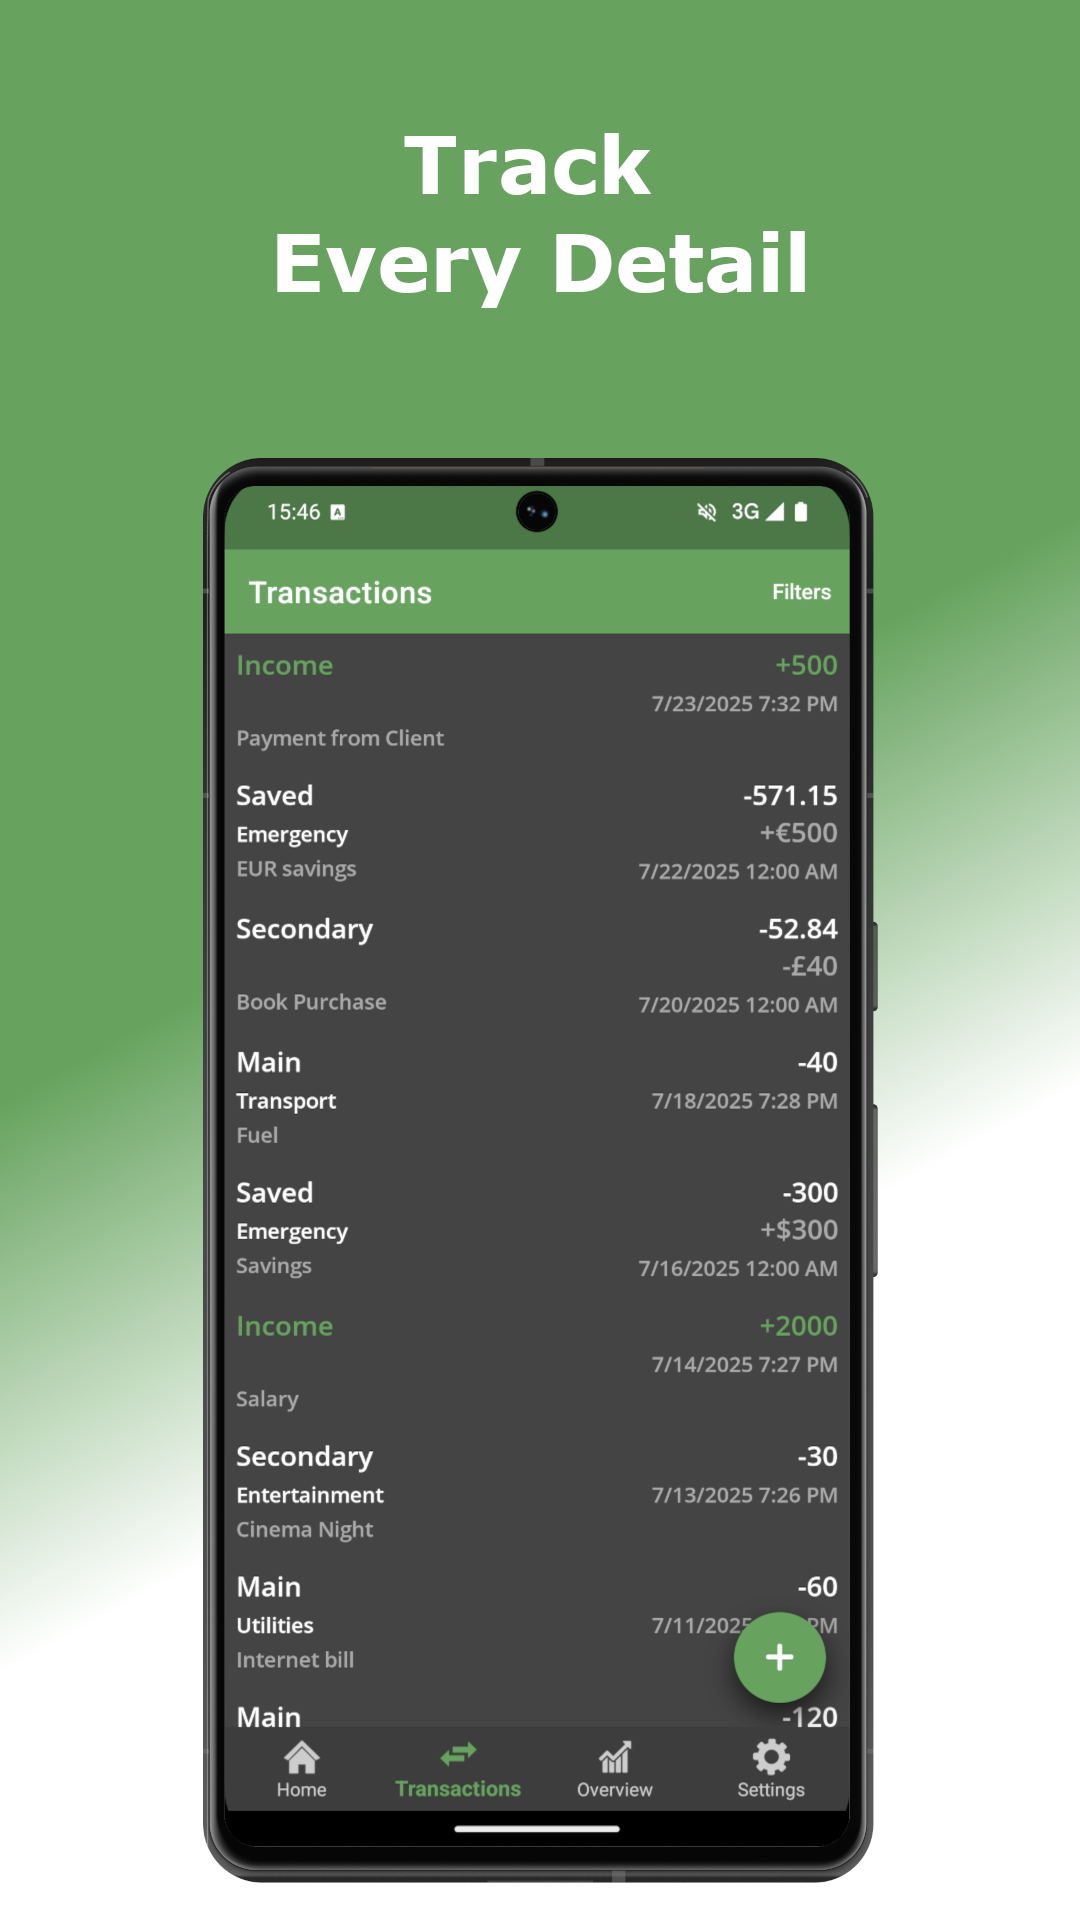 Track
Every Detail
15:46 A
3G
Transactions Filters
Income +500
7/23/2025 7:32 PM
Payment from Client
Saved -571.15
Emergency +€500
EUR savings 7/22/2025 12:00 AM
Secondary -52.84
-£40
Book Purchase 7/20/2025 12:00 AM
Main -40
Transport 7/18/2025 7:28 PM
Fuel
Saved -300
Emergency +$300
Savings 7/16/2025 12:00 AM
Income +2000
7/14/2025 7:27 PM
Salary
Secondary -30
Entertainment 7/13/2025 7:26 PM
Cinema Night
Main -60
Utilities 7/11/2025 PM
Internet bill
Main -120
Home Transactions Overview Settings